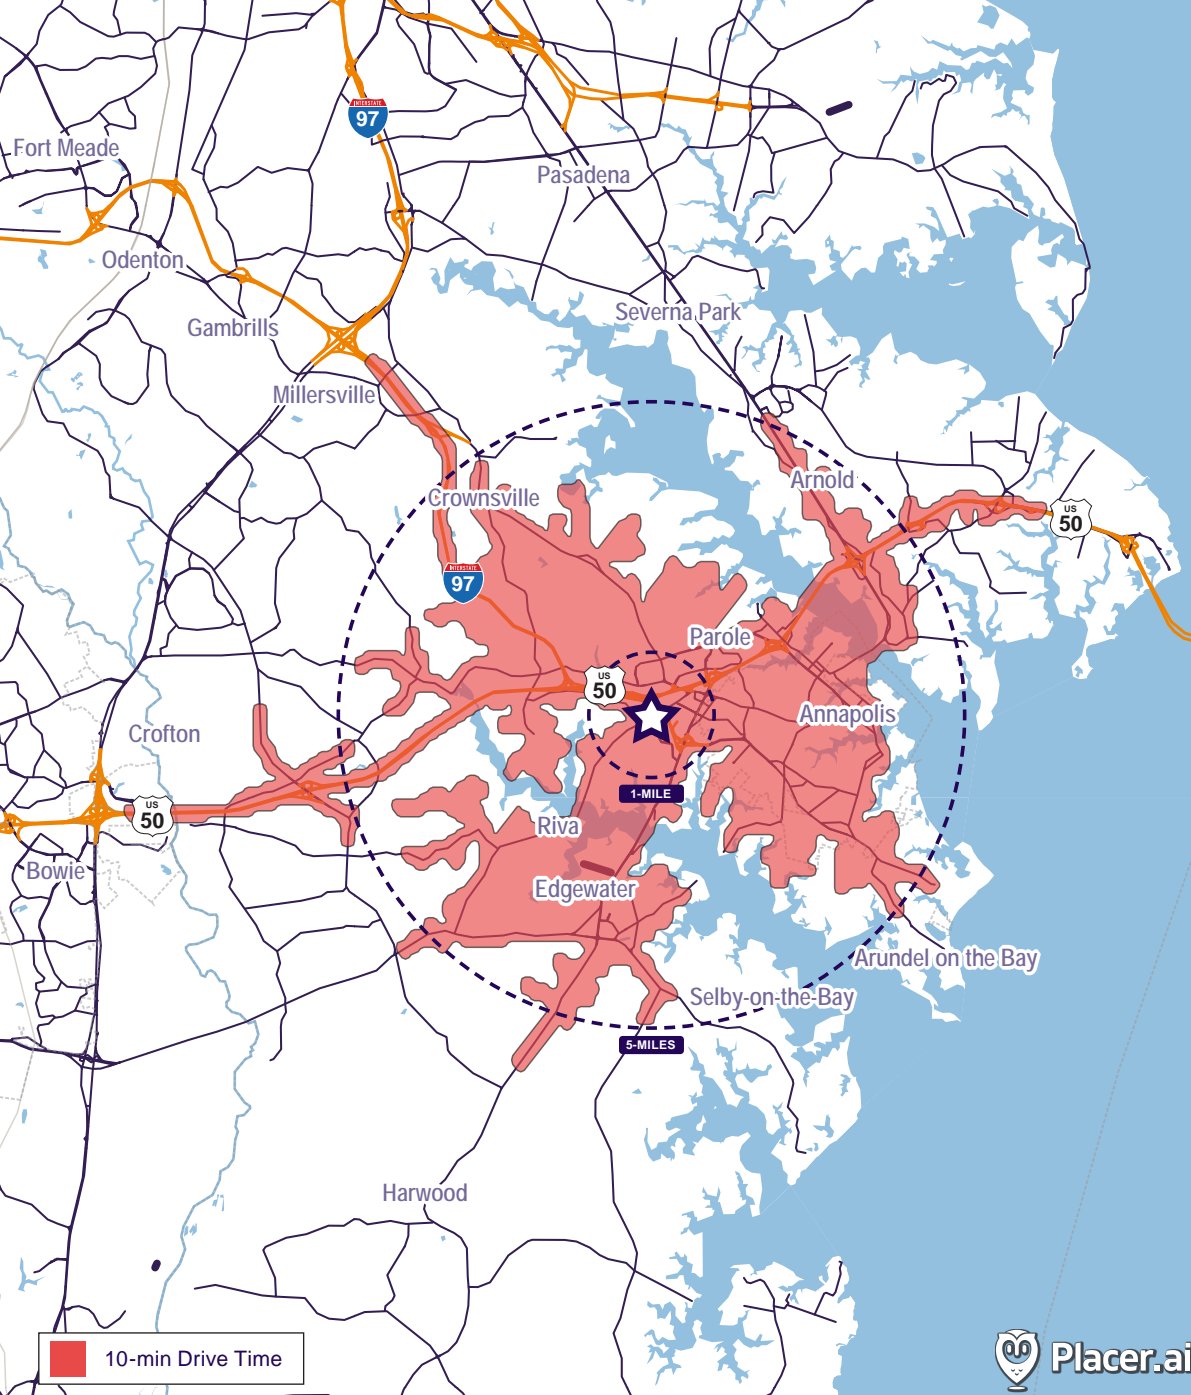 INTERSTATE
97
Fort Meade
Pasadena
Odenton
Severna Park
Gambrills
Millersville
Arnold
Crownsville
US
50
INTERSTATE
97
Parole
US
50
Annapolis
Crofton
1-MILE
US
50
Riva
Bowie
Edgewater
Arundel on the Bay
Selby-on-the-Bay
5-MILES
Harwood
10-min Drive Time
Placer.ai